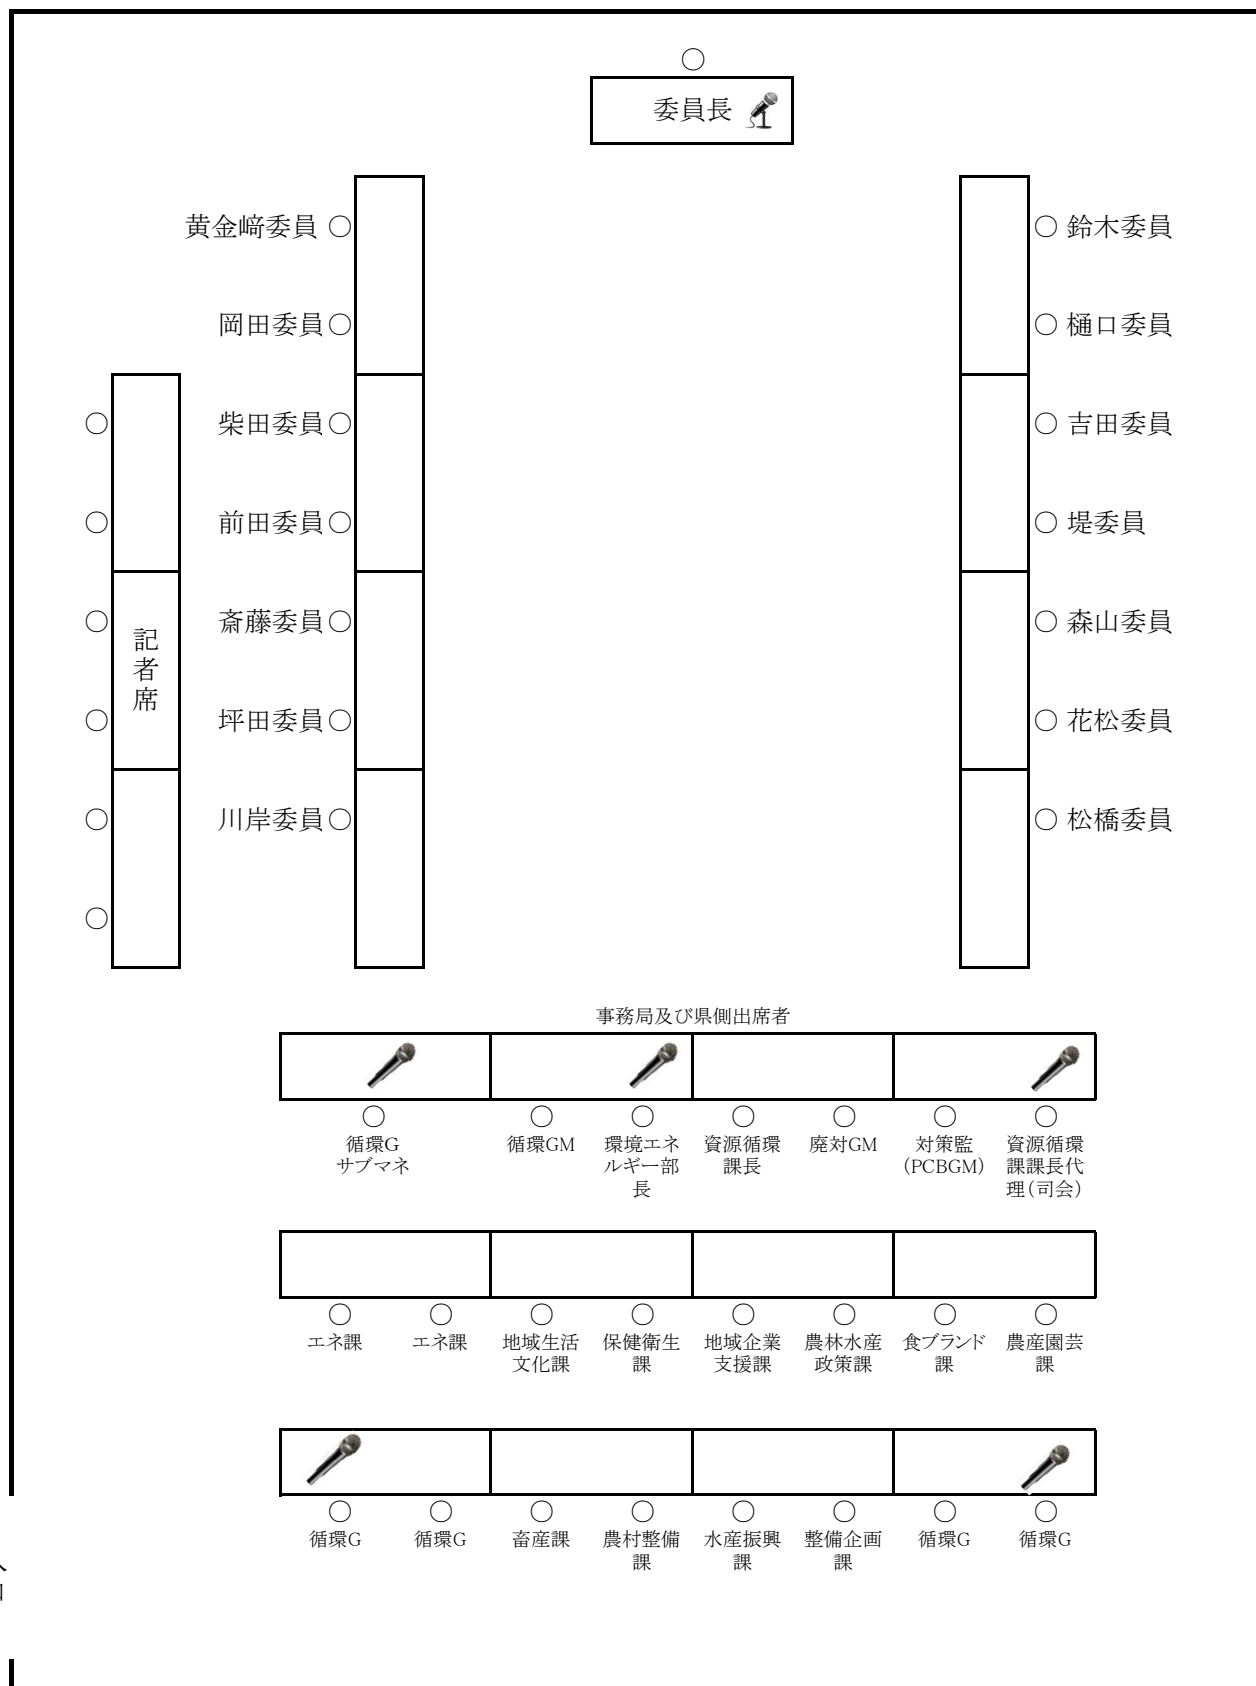 委員長
黄金﨑委員
鈴木委員
岡田委員
樋口委員
柴田委員
吉田委員
前田委員
堤委員
斎藤委員
森山委員
記者席
坪田委員
花松委員
川岸委員
松橋委員
事務局及び県側出席者
循環G
サブマネ
循環GM
環境エネ
ルギー部
長
資源循環
課長
廃対GM
対策監
(PCBGM)
資源循環
課課長代
理(司会)
エネ課
エネ課
地域生活
文化課
保健衛生
課
地域企業
支援課
農林水産
政策課
食ブランド
課
農産園芸
課
循環G
循環G
畜産課
農村整備
課
水産振興
課
整備企画
課
循環G
循環G